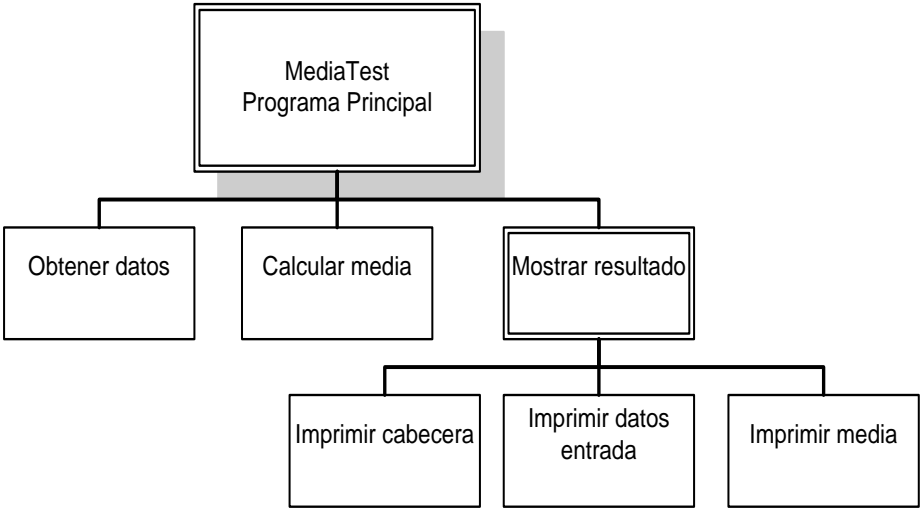 MediaTest
Programa Principal
Obtener datos
Calcular media
Mostrar resultado
Imprimir cabecera
Imprimir datos
entrada
Imprimir media